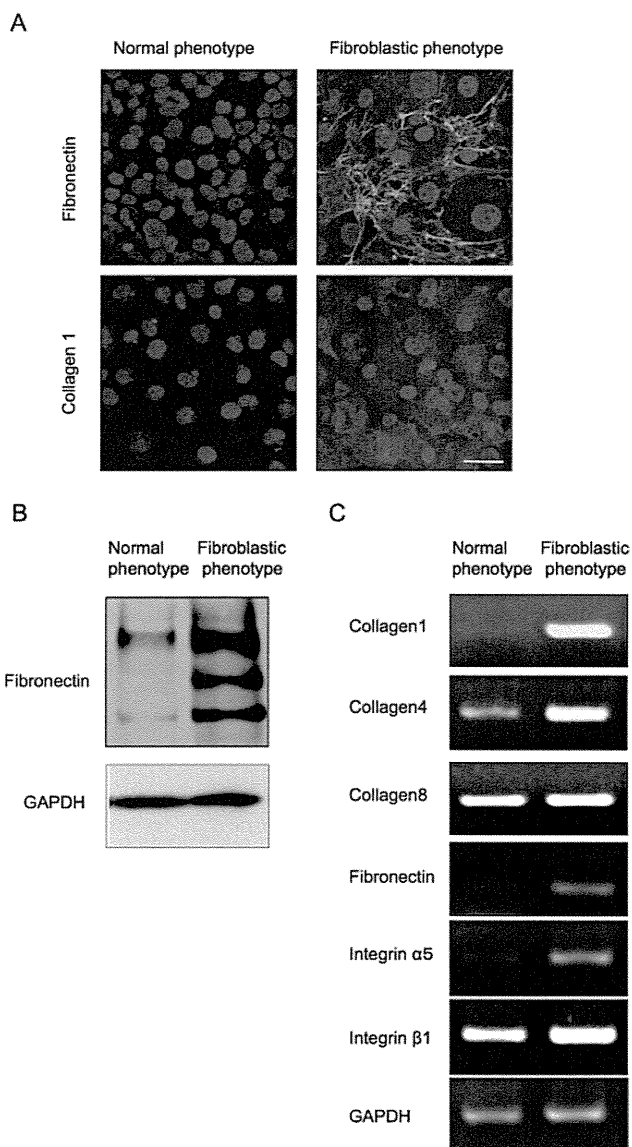 A
Normal phenotype
Fibroblastic phenotype
Fibronectin
Collagen 1
B
Normal phenotype
Fibroblastic phenotype
Fibronectin
GAPDH
C
Normal phenotype
Fibroblastic phenotype
Collagen1
Collagen4
Collagen8
Fibronectin
Integrin α5
Integrin β1
GAPDH